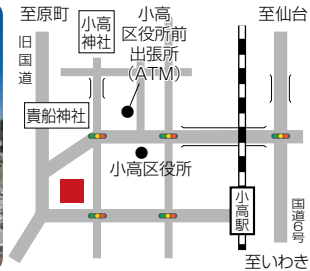 至原町
小高
神社
小高
区役所前
出張所
(ATM)
至仙台
旧国道
貴船神社
小高区役所
小高駅
国道6号
至いわき